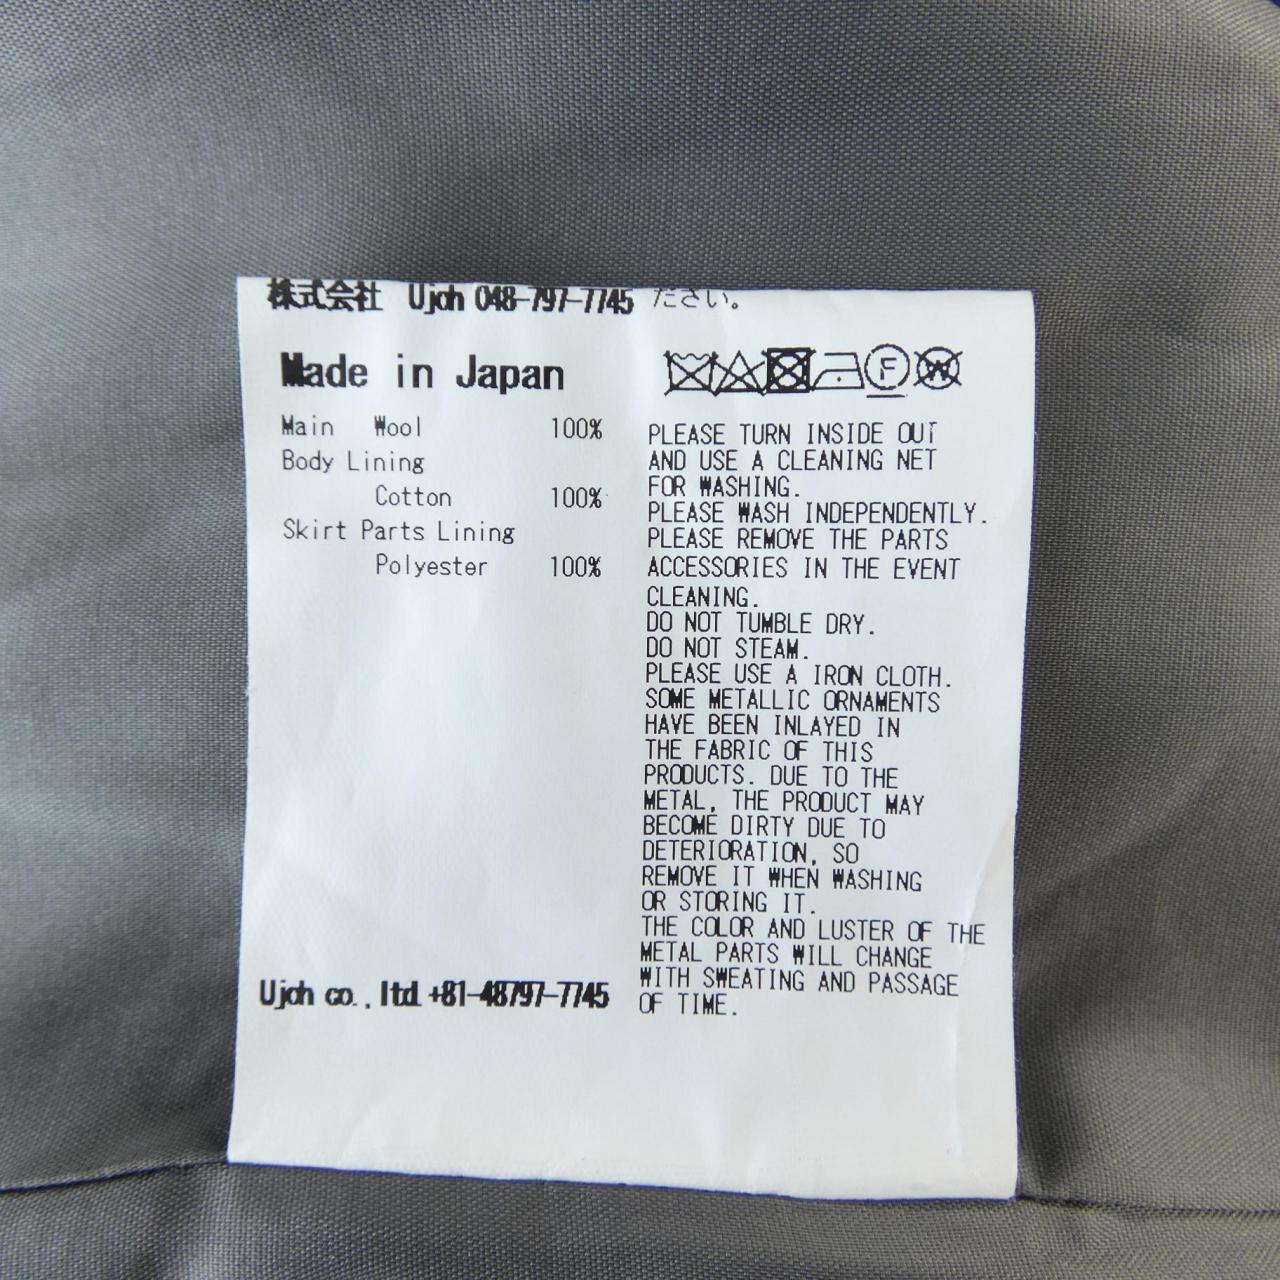 株式会社 Ujoh 048-797-7745 ださい。
Made in Japan
Main Wool 100%
Body Lining
Cotton 100%
Skirt Parts Lining
Polyester 100%
Ujoh co., ltd +81-48797-7745
F W
PLEASE TURN INSIDE OUT
AND USE A CLEANING NET
FOR WASHING.
PLEASE WASH INDEPENDENTLY.
PLEASE REMOVE THE PARTS
ACCESSORIES IN THE EVENT
CLEANING.
DO NOT TUMBLE DRY.
DO NOT STEAM.
PLEASE USE A IRON CLOTH.
SOME METALLIC ORNAMENTS
HAVE BEEN INLAYED IN
THE FABRIC OF THIS
PRODUCTS. DUE TO THE
METAL, THE PRODUCT MAY
BECOME DIRTY DUE TO
DETERIORATION, SO
REMOVE IT WHEN WASHING
OR STORING IT.
THE COLOR AND LUSTER OF THE
METAL PARTS WILL CHANGE
WITH SWEATING AND PASSAGE
OF TIME.